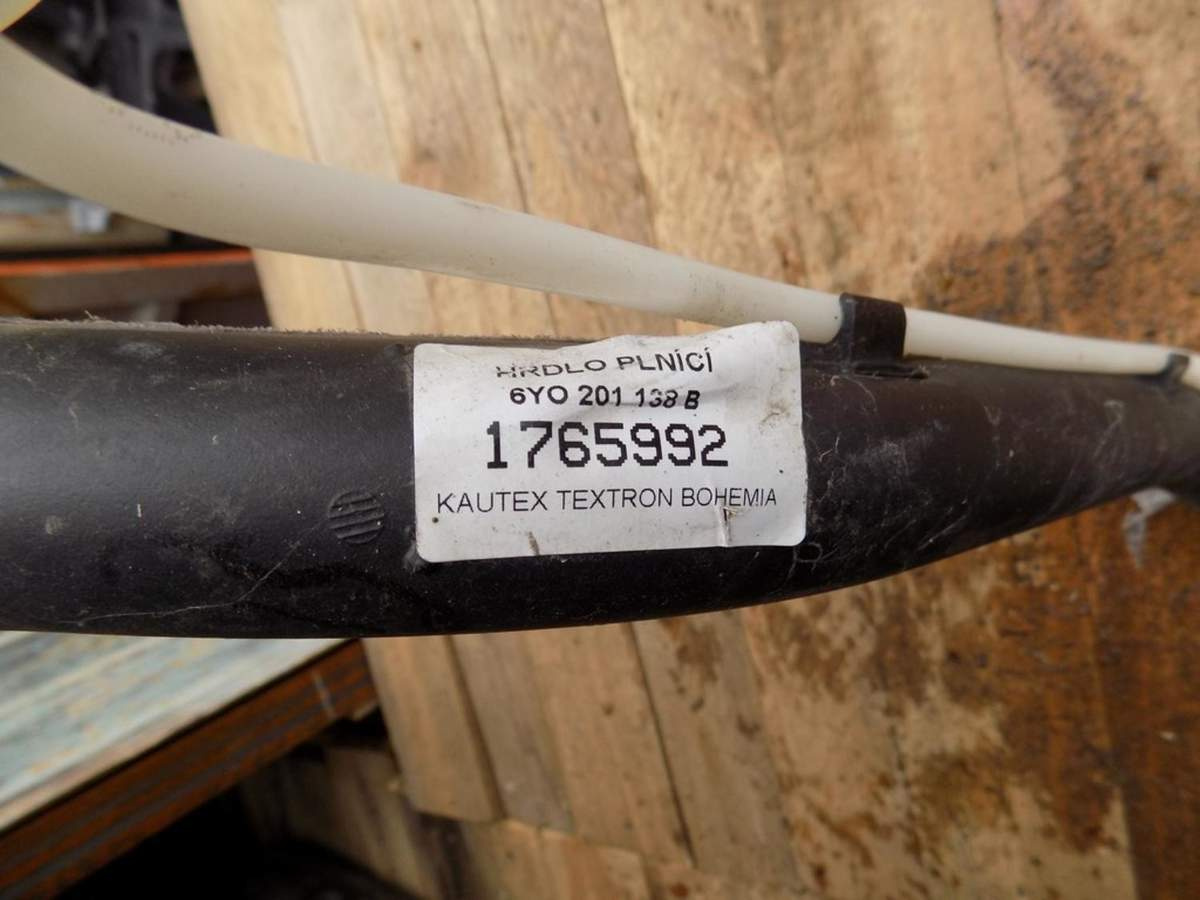 HRDLO PLNÍCÍ
6YO 201 138 B
1765992
KAUTEX TEXTRON BOHEMIA